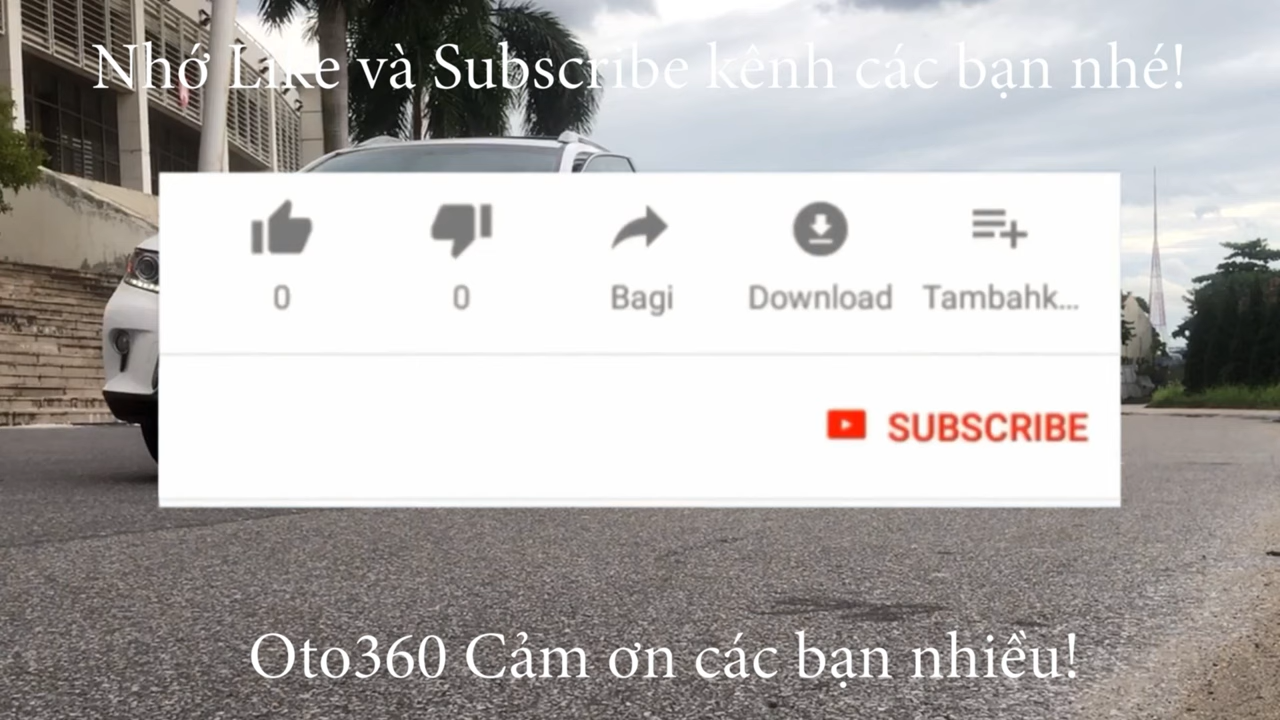 Nhớ Like và Subscribe kênh các bạn nhé!
0 0 Bagi Download Tambahk...
SUBSCRIBE
Oto360 Cảm ơn các bạn nhiều!